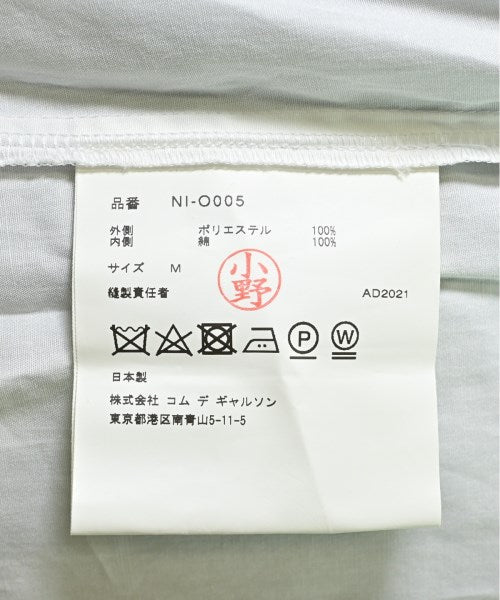 品番 NI-O005
外側 ポリエステル 100%
内側 綿 100%
サイズ M
小野
縫製責任者 AD2021
P W
日本製
株式会社 コム デ ギャルソン
東京都港区南青山5-11-5